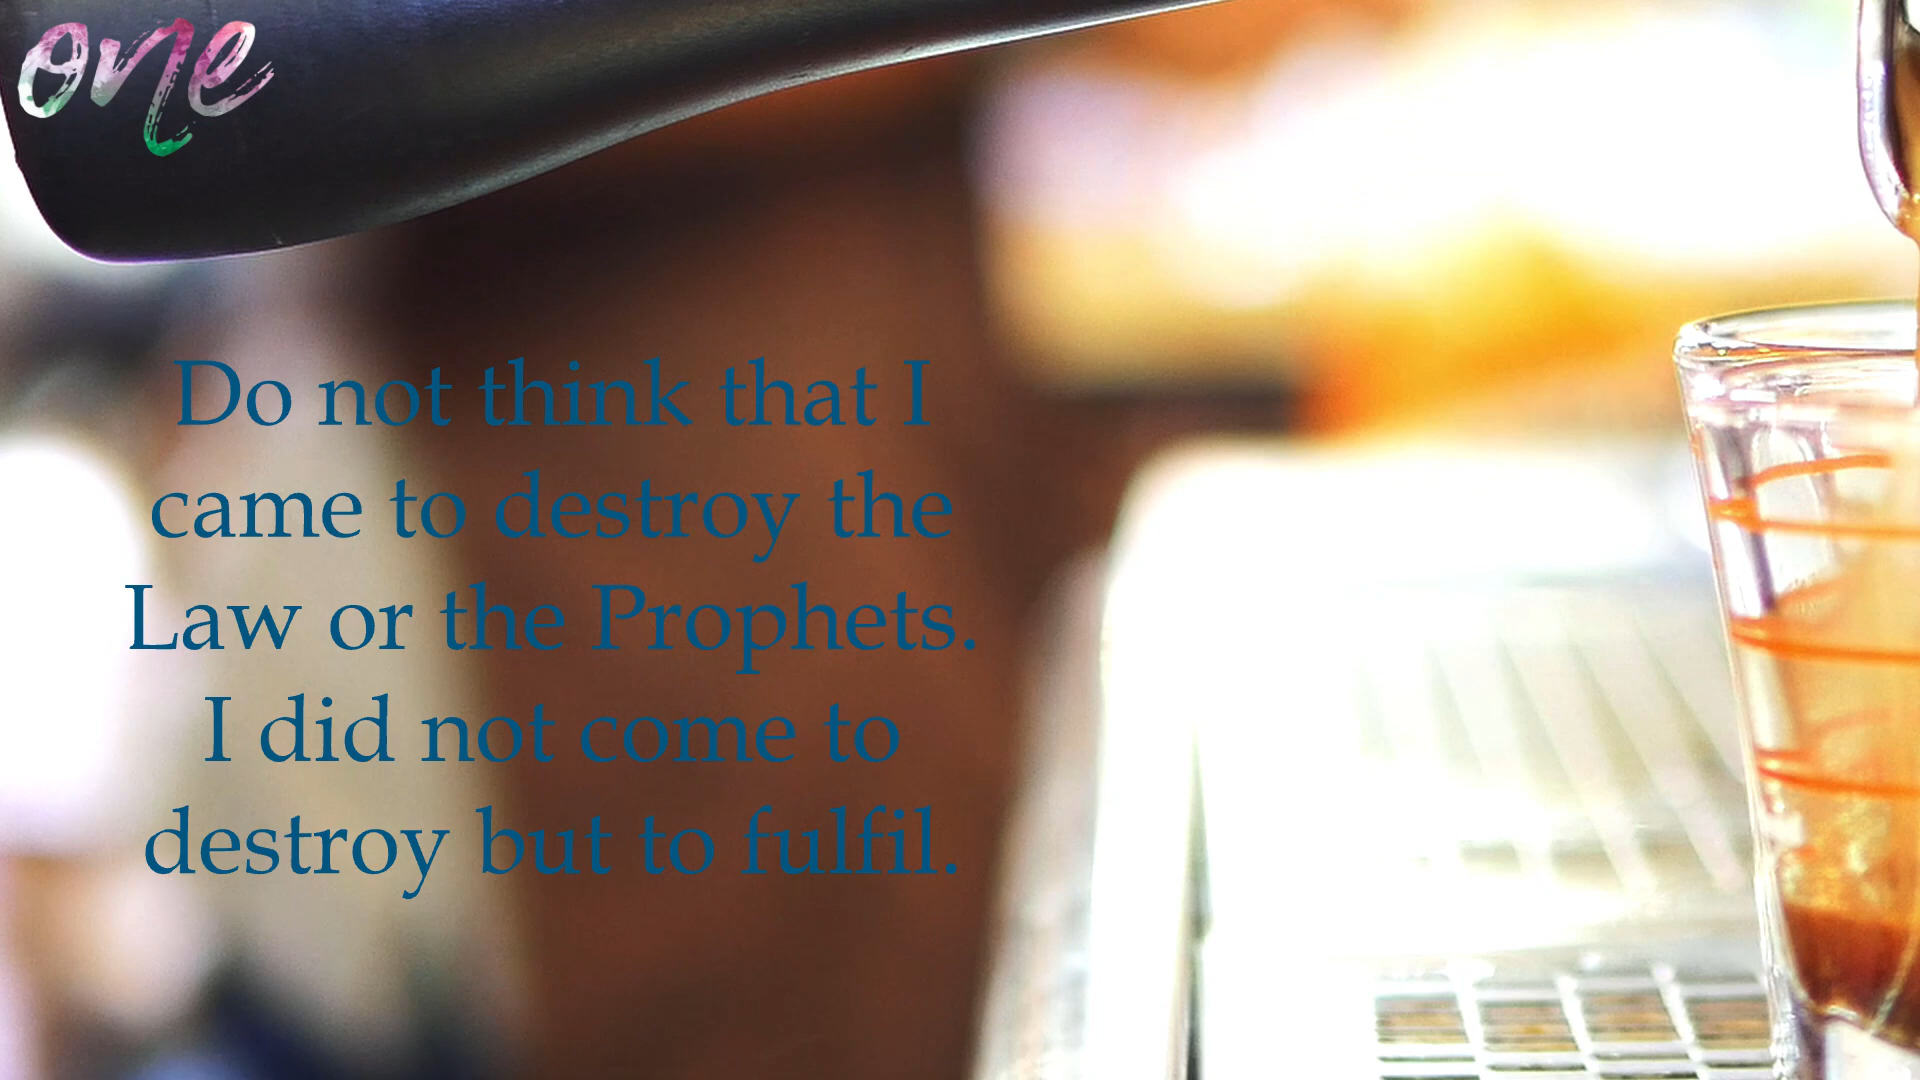 one
Do not think that I
came to destroy the
Law or the Prophets.
I did not come to
destroy but to fulfil.